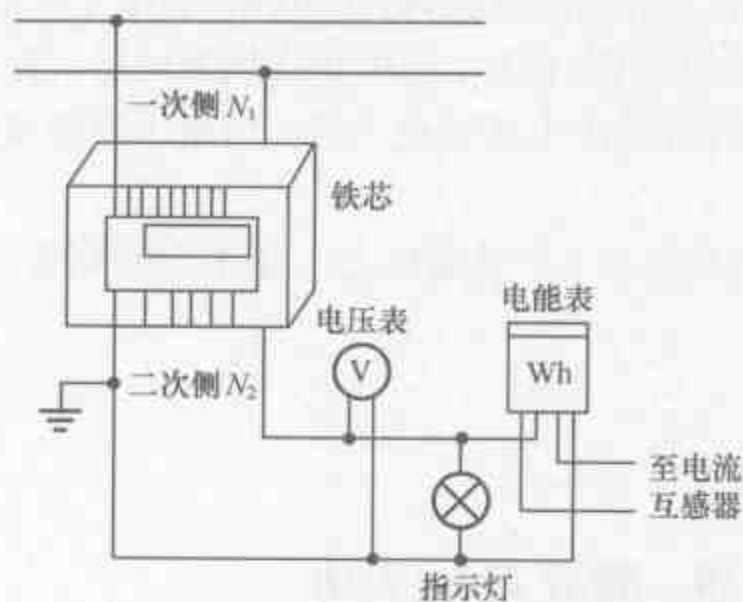 一次侧 N₁
铁芯
电能表
电压表
V
Wh
二次侧 N₂
至电流
互感器
指示灯